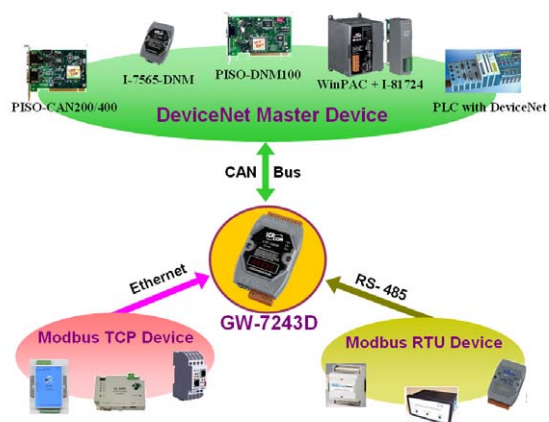 PISO-CAN200/400
I-7565-DNM
PISO-DNM100
WinPAC + I-81724
PLC with DeviceNet
DeviceNet Master Device
CAN Bus
Ethernet
RS- 485
GW-7243D
Modbus TCP Device
Modbus RTU Device